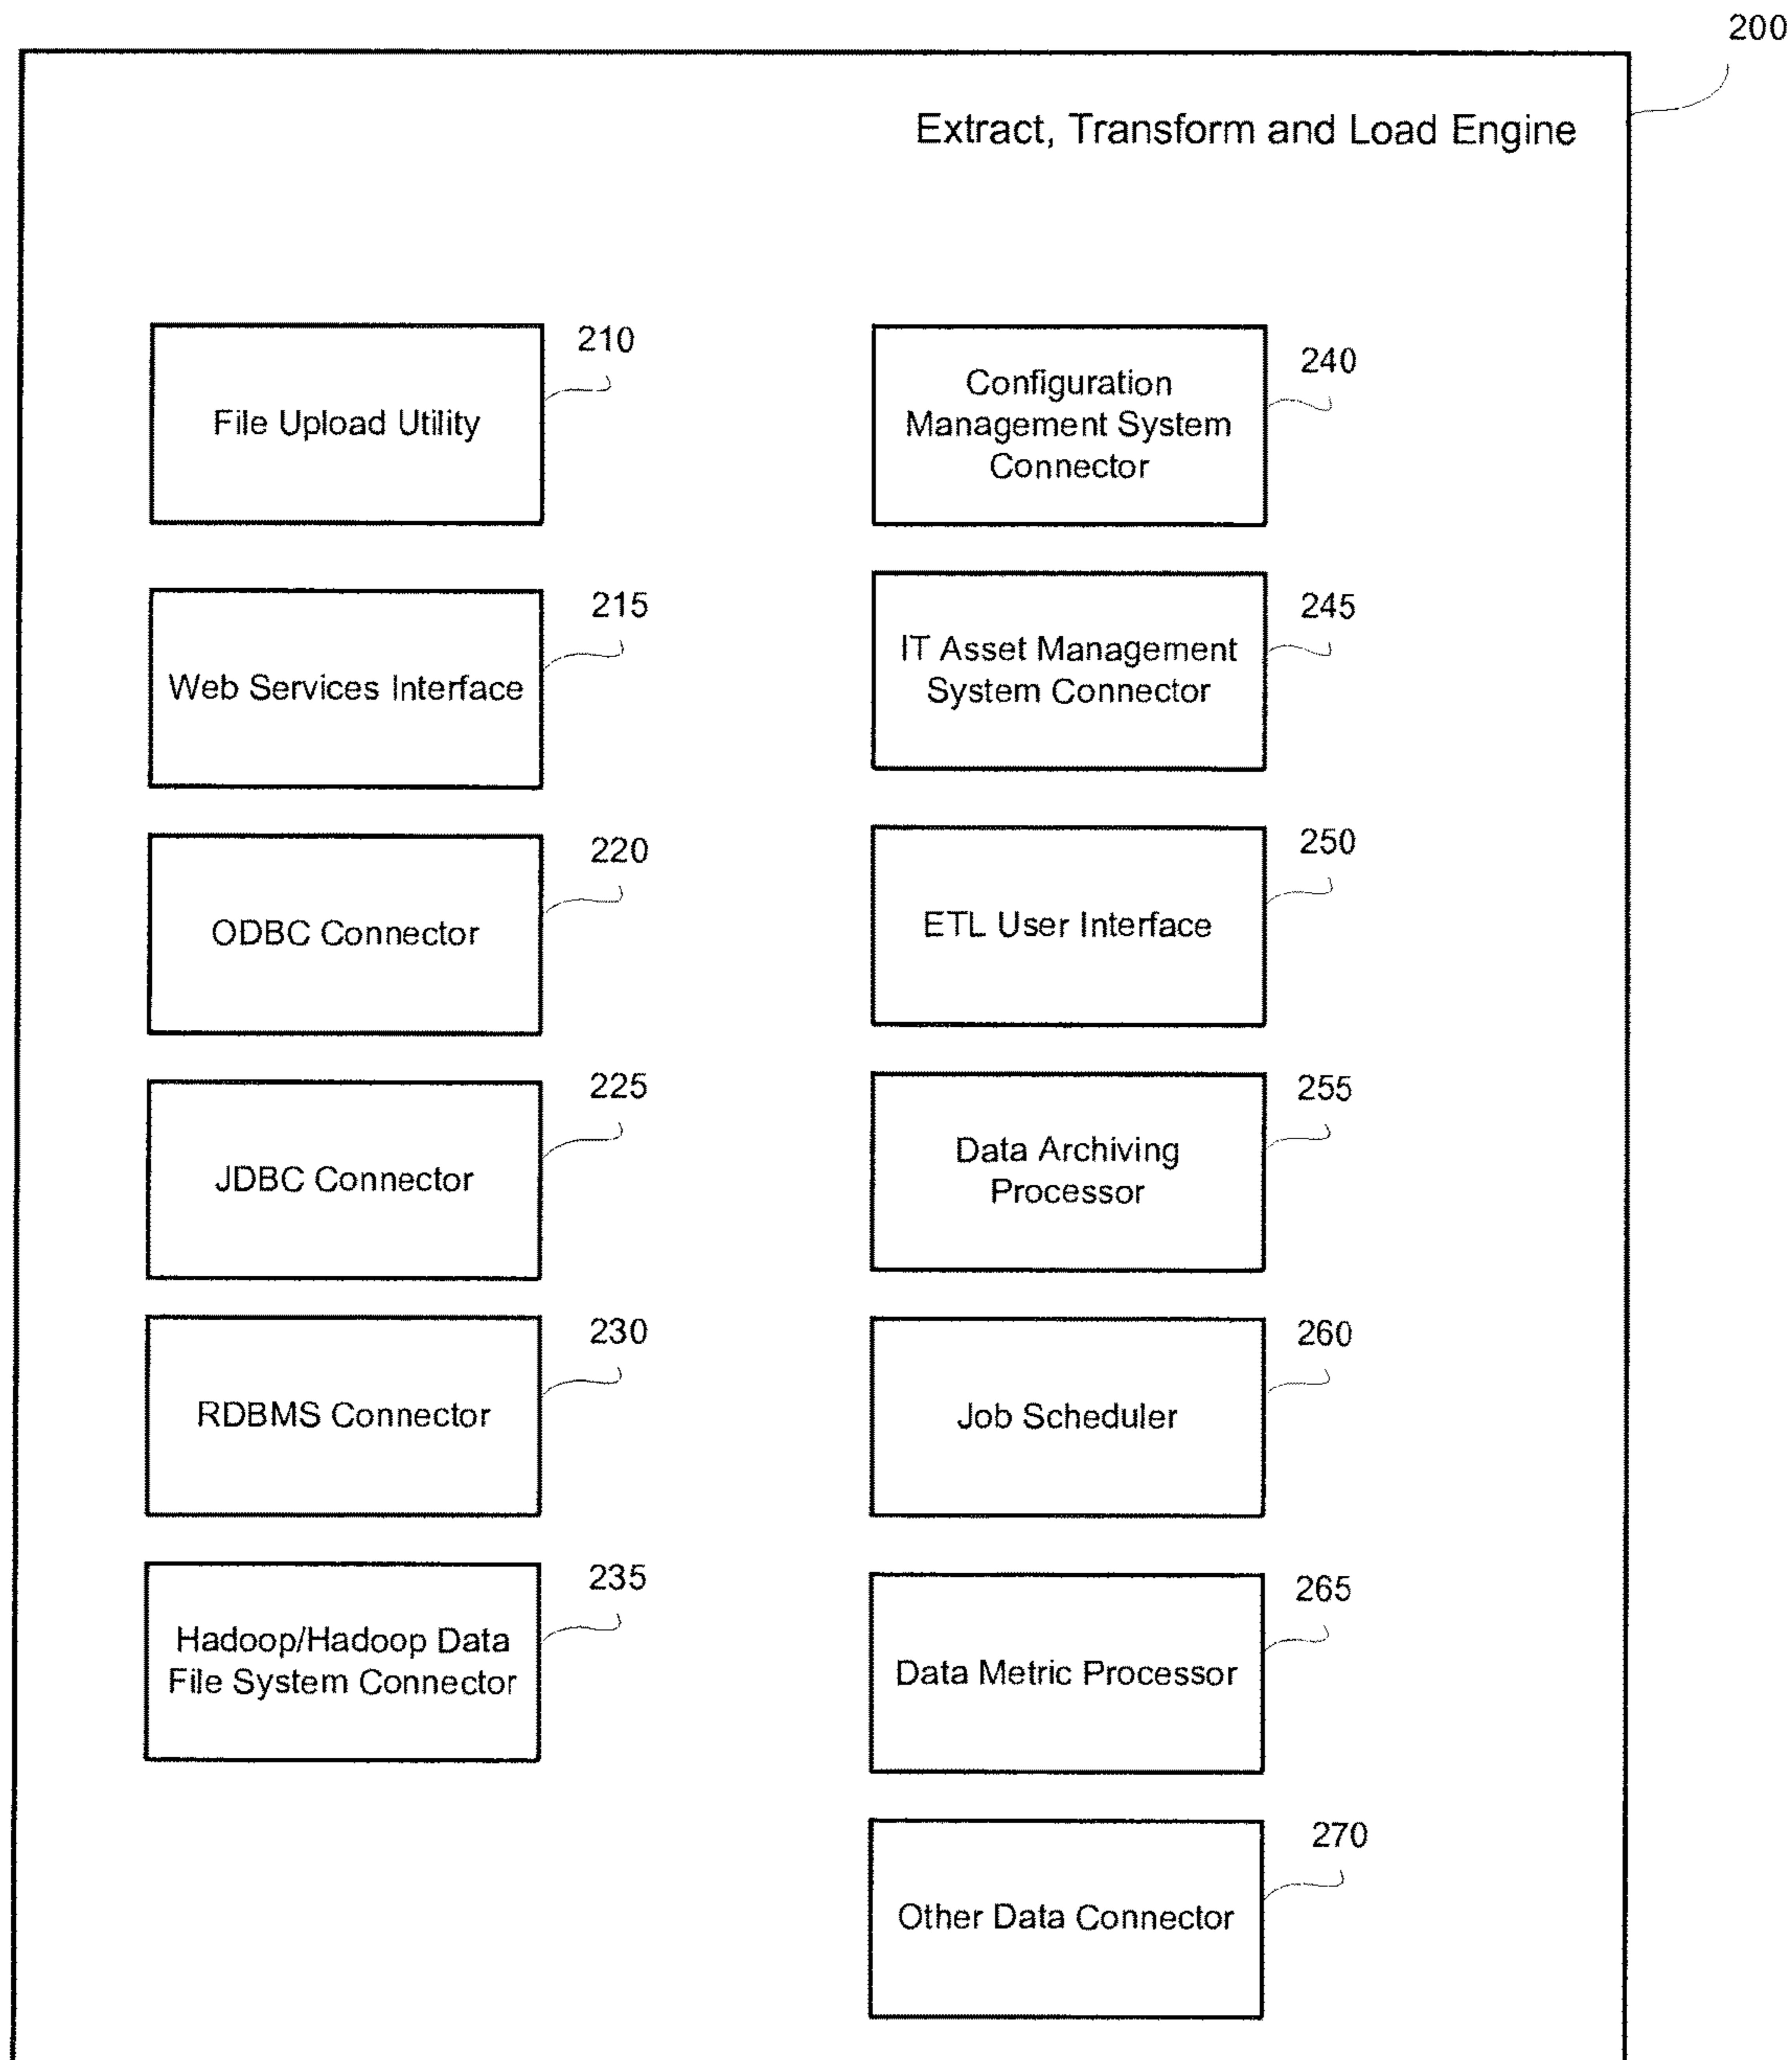 200
Extract, Transform and Load Engine
File Upload Utility
210
Web Services Interface
215
ODBC Connector
220
JDBC Connector
225
RDBMS Connector
230
Hadoop/Hadoop Data
File System Connector
235
Configuration
Management System
Connector
240
IT Asset Management
System Connector
245
ETL User Interface
250
Data Archiving
Processor
255
Job Scheduler
260
Data Metric Processor
265
Other Data Connector
270